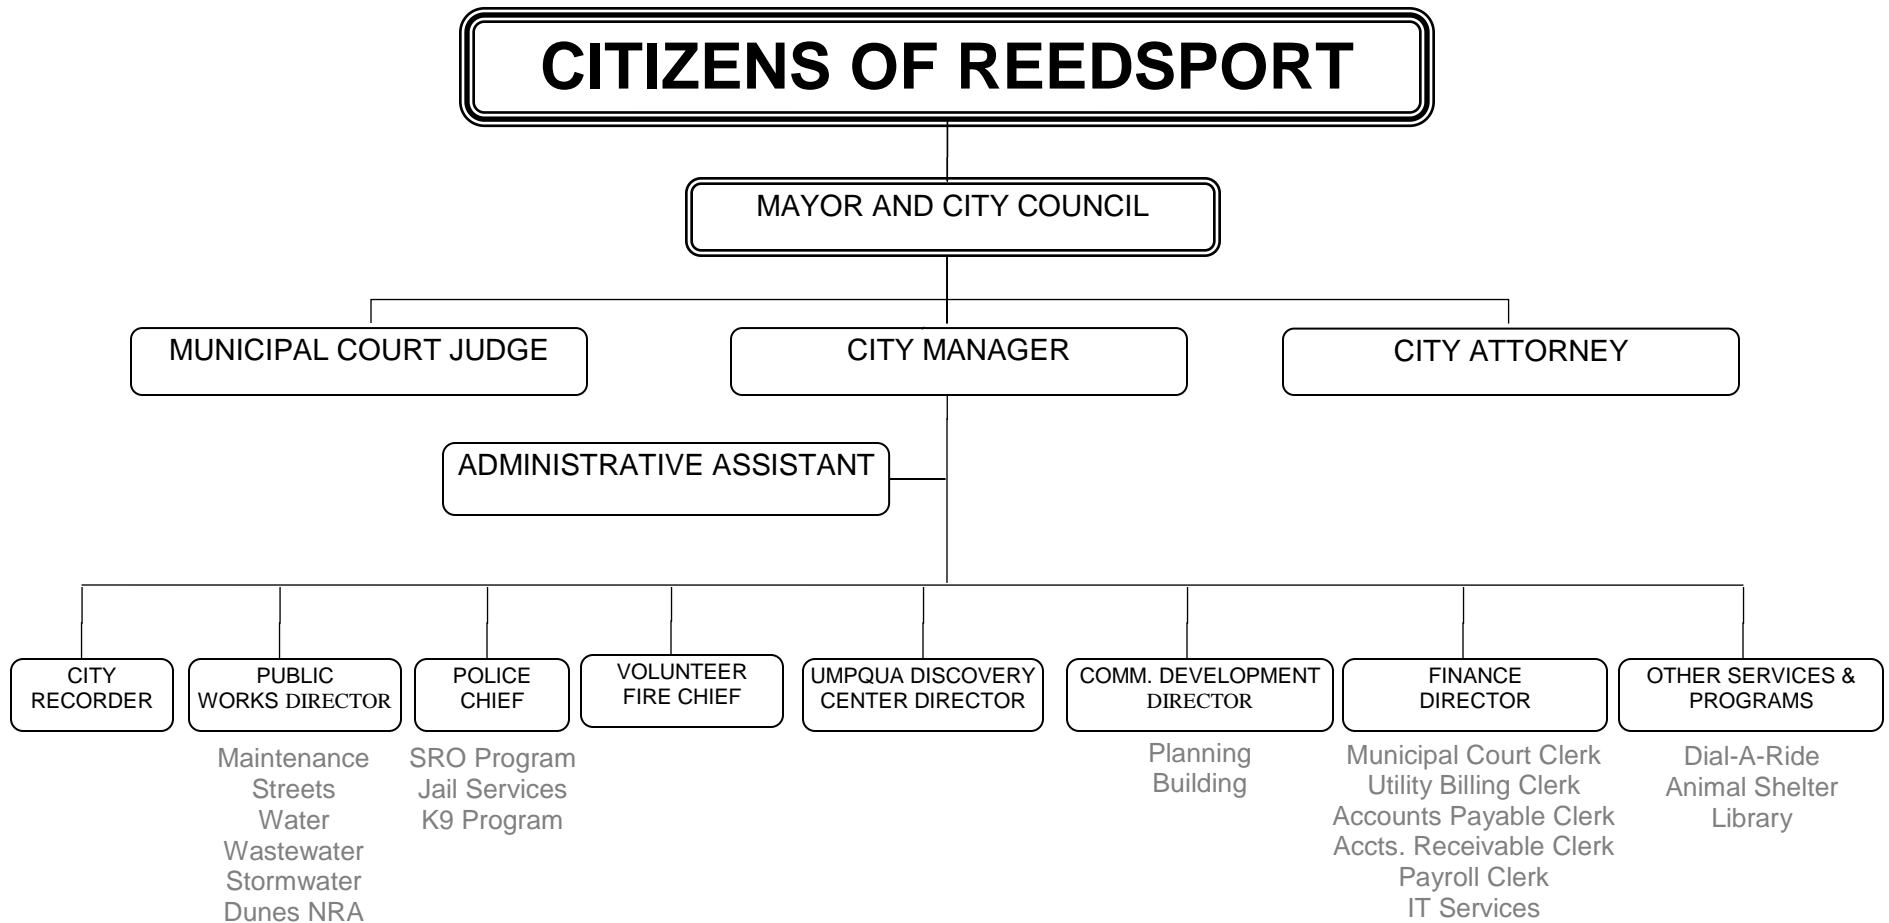 CITIZENS OF REEDSPORT
MAYOR AND CITY COUNCIL
MUNICIPAL COURT JUDGE
CITY MANAGER
CITY ATTORNEY
ADMINISTRATIVE ASSISTANT
CITY
RECORDER
PUBLIC
WORKS DIRECTOR
Maintenance
Streets
Water
Wastewater
Stormwater
Dunes NRA
POLICE
CHIEF
SRO Program
Jail Services
K9 Program
VOLUNTEER
FIRE CHIEF
UMPQUA DISCOVERY
CENTER DIRECTOR
COMM. DEVELOPMENT
DIRECTOR
Planning
Building
FINANCE
DIRECTOR
Municipal Court Clerk
Utility Billing Clerk
Accounts Payable Clerk
Accts. Receivable Clerk
Payroll Clerk
IT Services
OTHER SERVICES &
PROGRAMS
Dial-A-Ride
Animal Shelter
Library